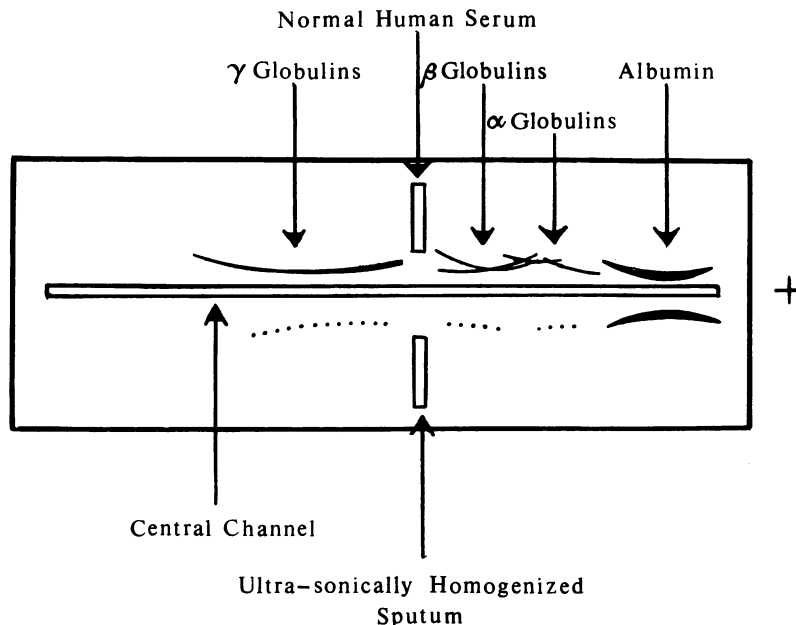 Normal Human Serum
γ Globulins
β Globulins
Albumin
α Globulins
+
Central Channel
Ultra-sonically Homogenized
Sputum